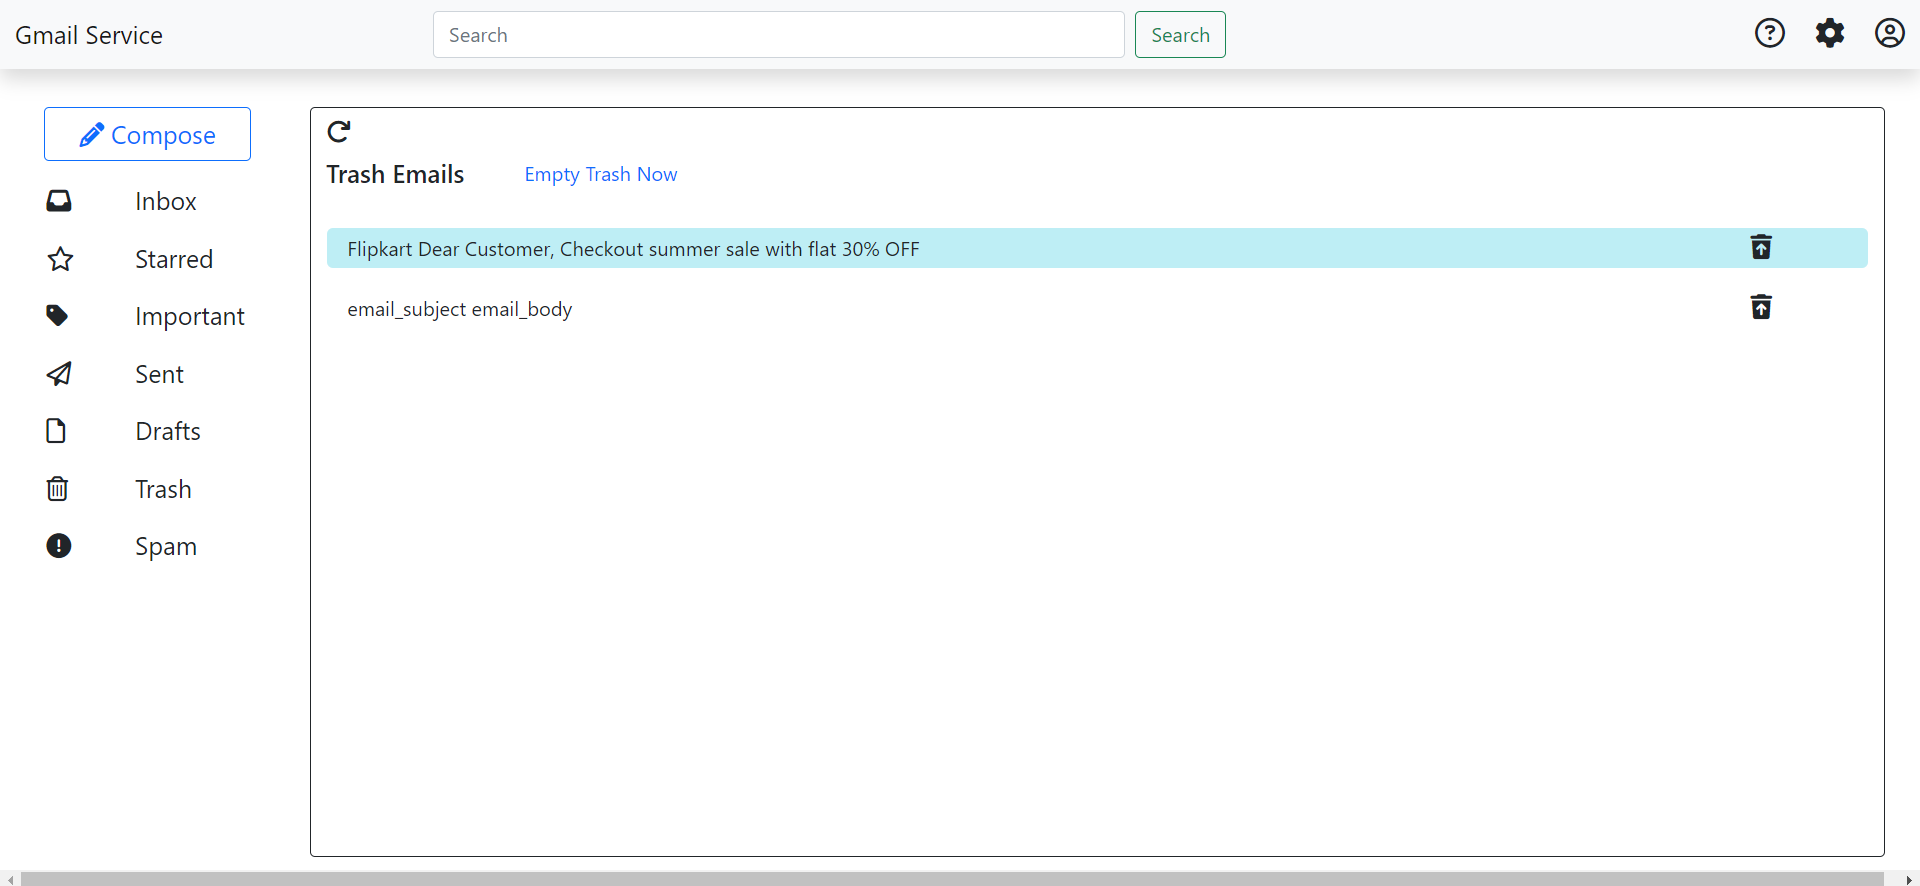 Gmail Service
Search
Search
Compose
Inbox
Starred
Important
Sent
Drafts
Trash
Spam
Trash Emails
Empty Trash Now
Flipkart Dear Customer, Checkout summer sale with flat 30% OFF
email_subject email_body